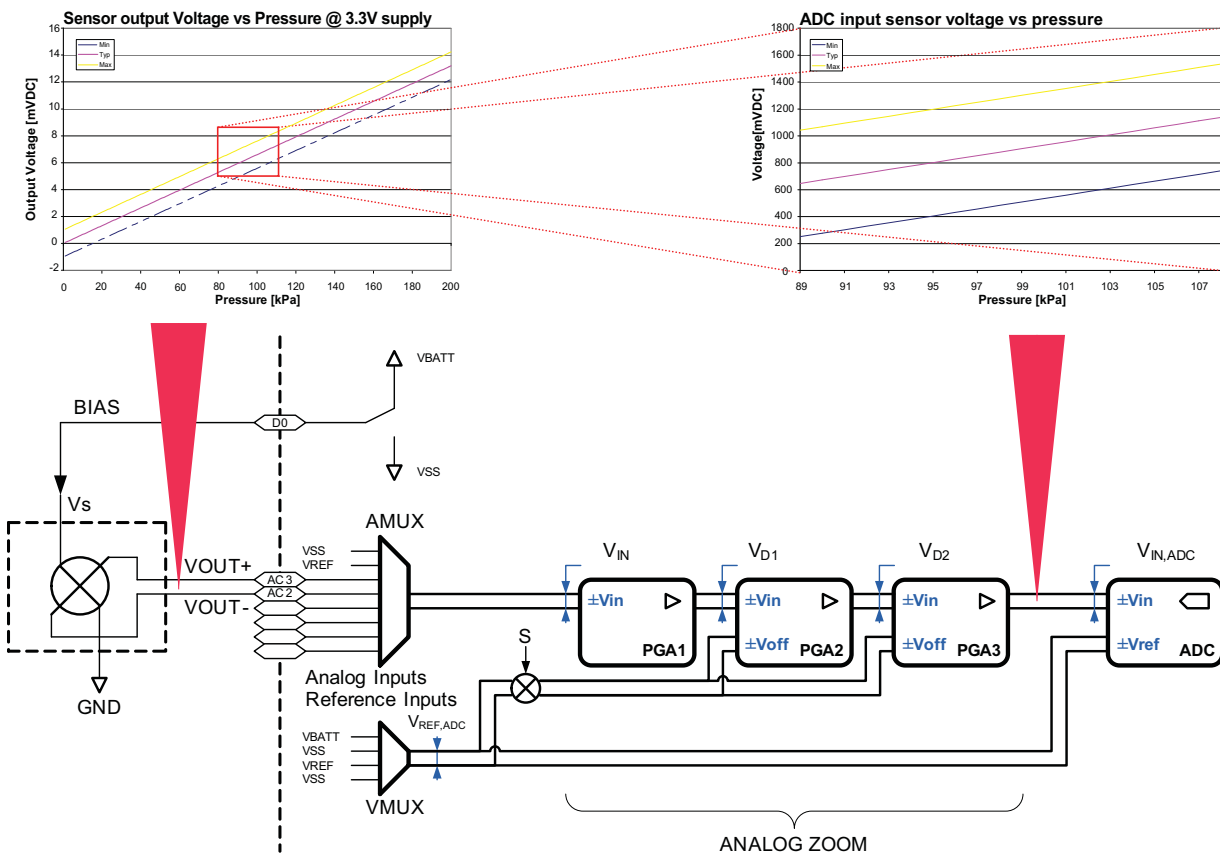 Sensor output Voltage vs Pressure @ 3.3V supply
Min
Typ
Max
Output Voltage [mVDC]
16
14
12
10
8
6
4
2
0
-2
0 20 40 60 80 100 120 140 160 180 200
Pressure [kPa]
ADC input sensor voltage vs pressure
Min
Typ
Max
Voltage[mVDC]
1800
1600
1400
1200
1000
800
600
400
200
0
89 91 93 95 97 99 101 103 105 107
Pressure [kPa]
VBATT
BIAS
D0
VSS
Vs
AMUX
VSS
VREF
VOUT+
AC 3
VOUT-
AC 2
GND
Analog Inputs
Reference Inputs
VIN
VD1
VD2
VIN,ADC
±Vin
PGA1
±Vin
±Voff
PGA2
±Vin
±Voff
PGA3
±Vin
±Vref
ADC
S
VREF,ADC
VBATT
VSS
VREF
VSS
VMUX
ANALOG ZOOM